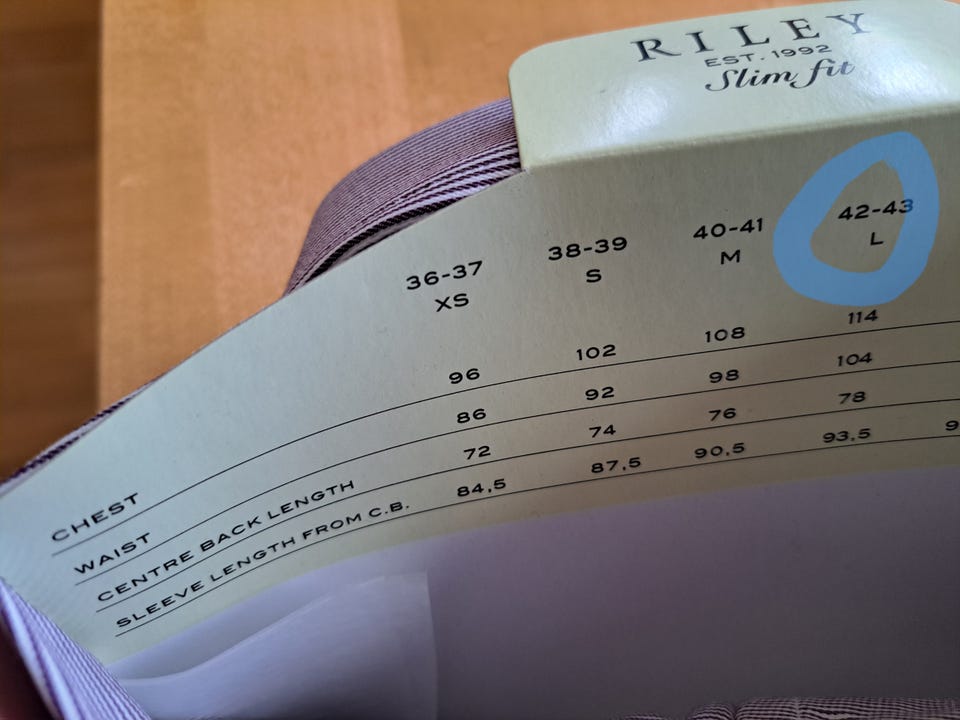 RILEY
EST. 1992
Slim fit
36-37 38-39 40-41 42-43
XS S M L
CHEST 96 102 108 114
WAIST 86 92 98 104
CENTRE BACK LENGTH 72 74 76 78
SLEEVE LENGTH FROM C.B. 84,5 87,5 90,5 93,5